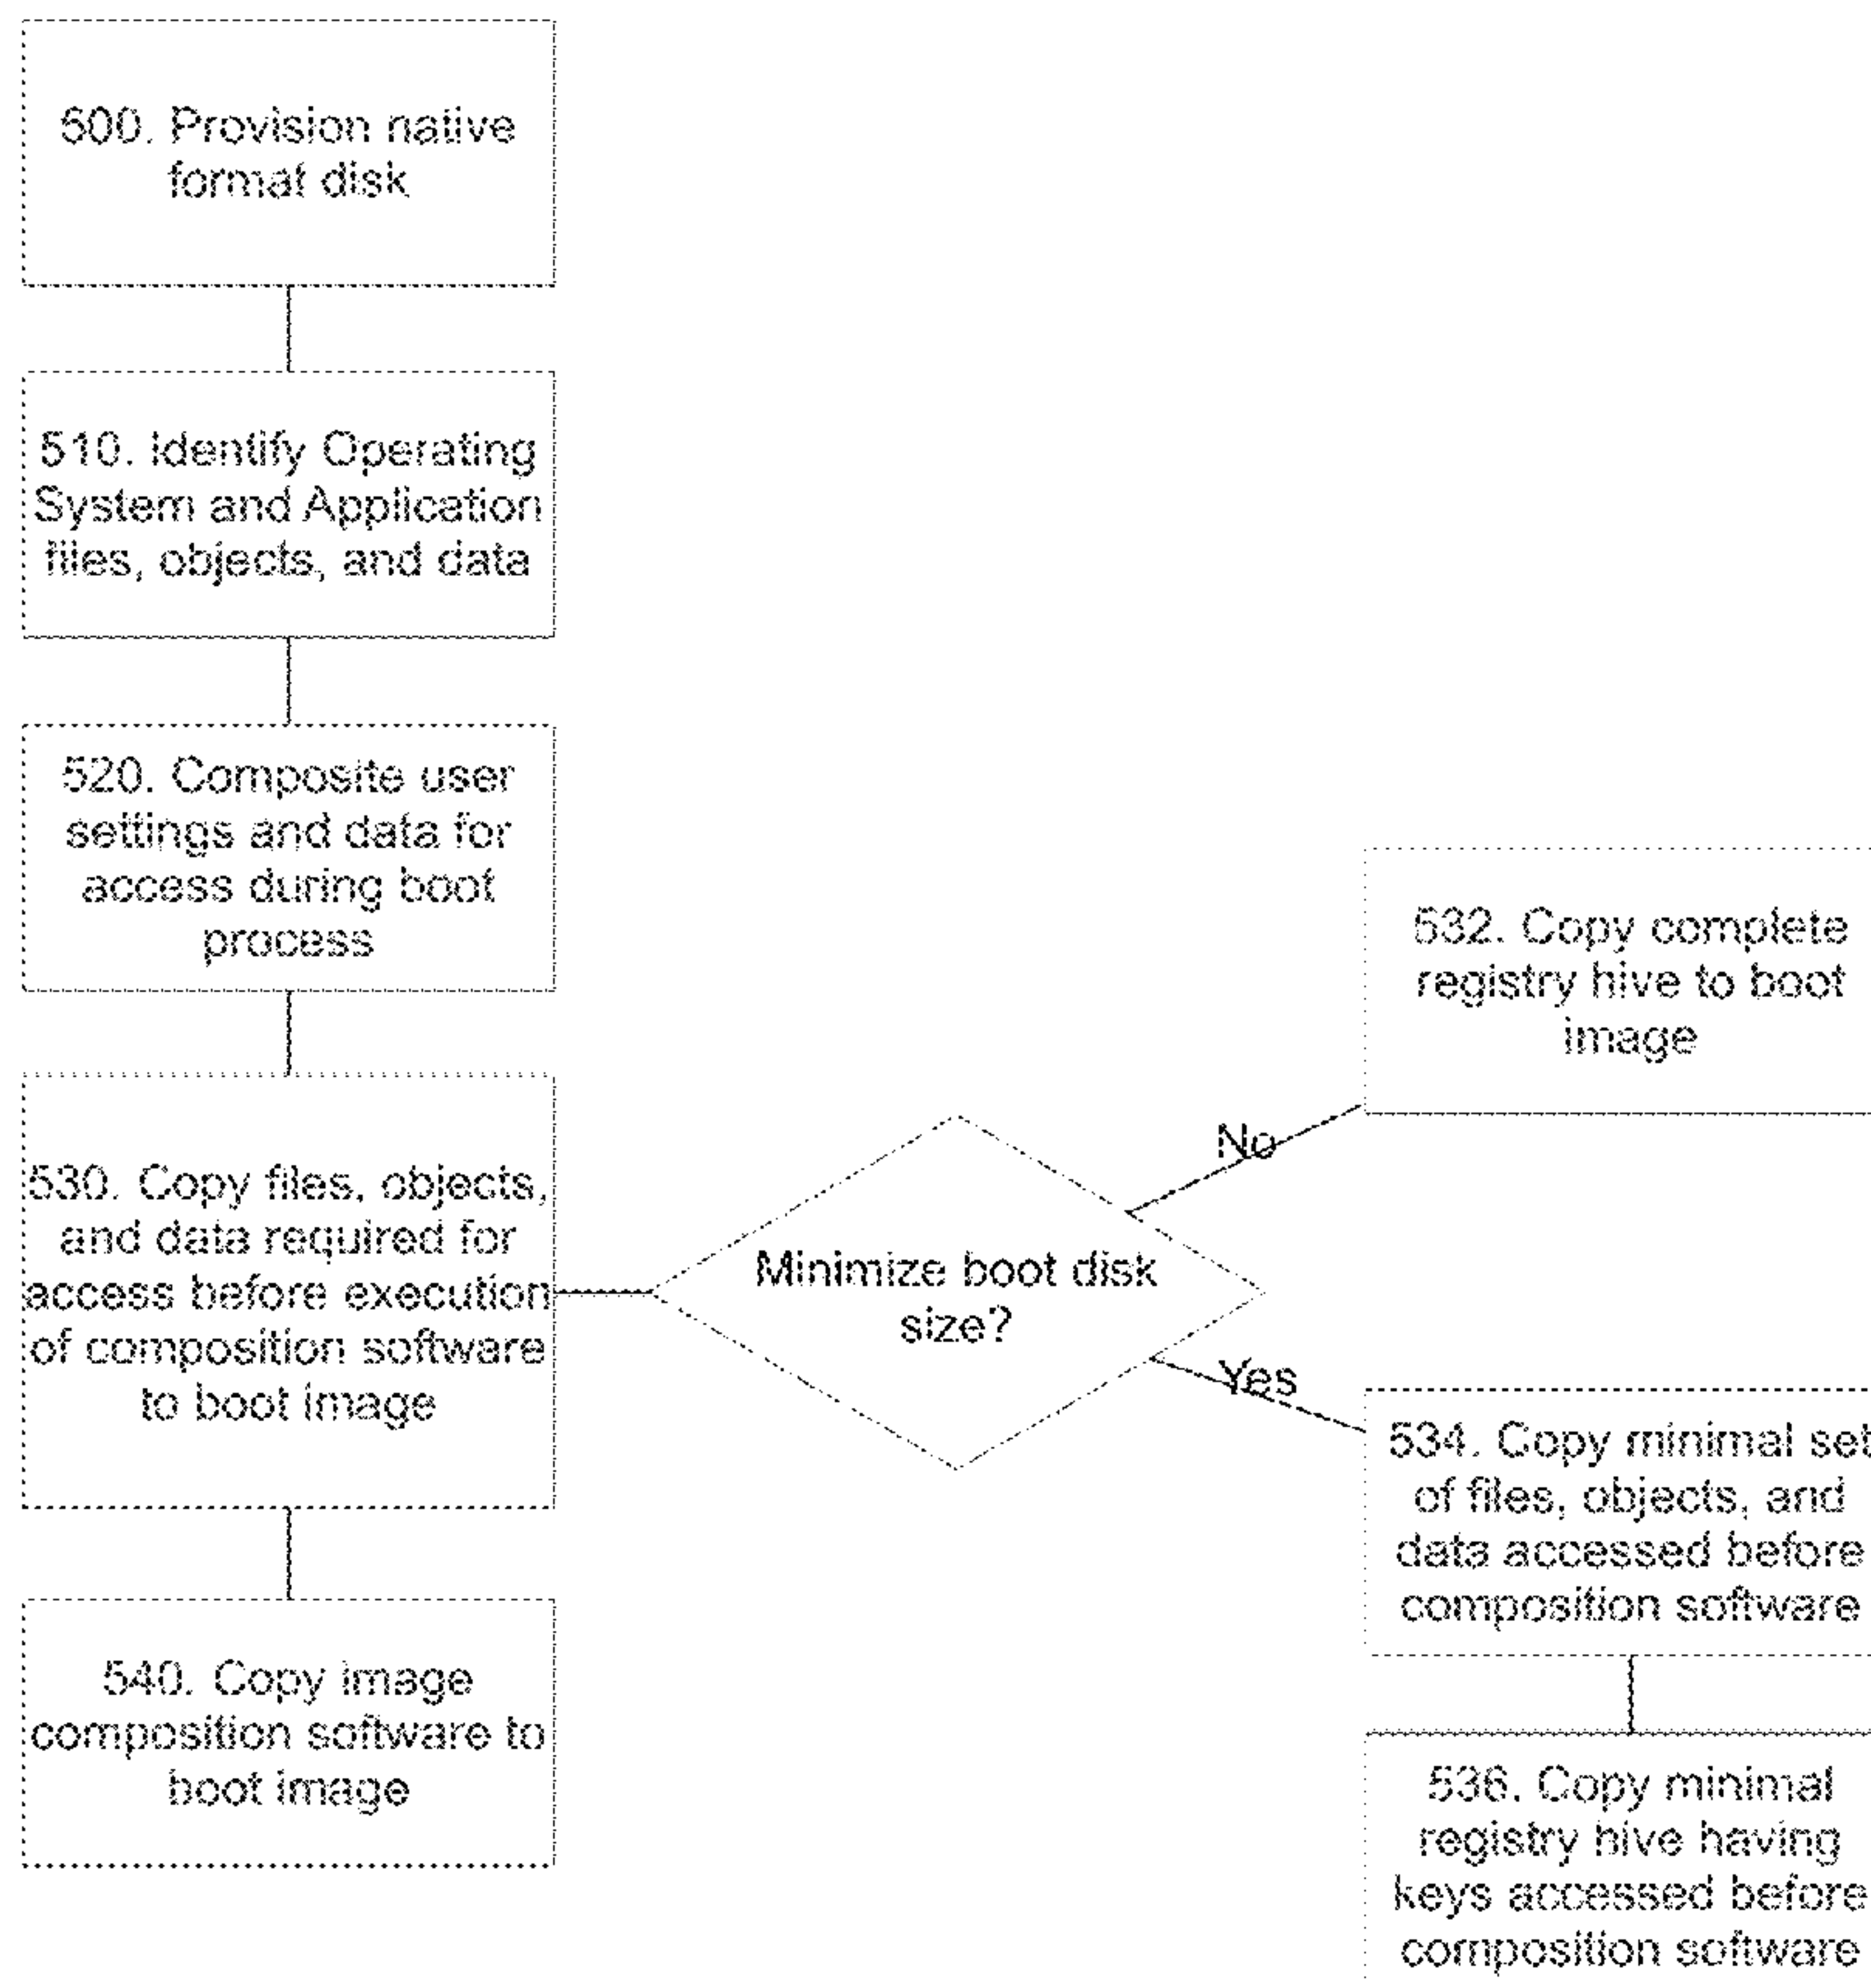 500. Provision native
format disk
510. Identify Operating
System and Application
files, objects, and data
520. Composite user
settings and data for
access during boot
process
530. Copy files, objects,
and data required for
access before execution
of composition software
to boot image
540. Copy image
composition software to
boot image
Minimize boot disk
size?
No
Yes
532. Copy complete
registry hive to boot
image
534. Copy minimal set
of files, objects, and
data accessed before
composition software
536. Copy minimal
registry hive having
keys accessed before
composition software